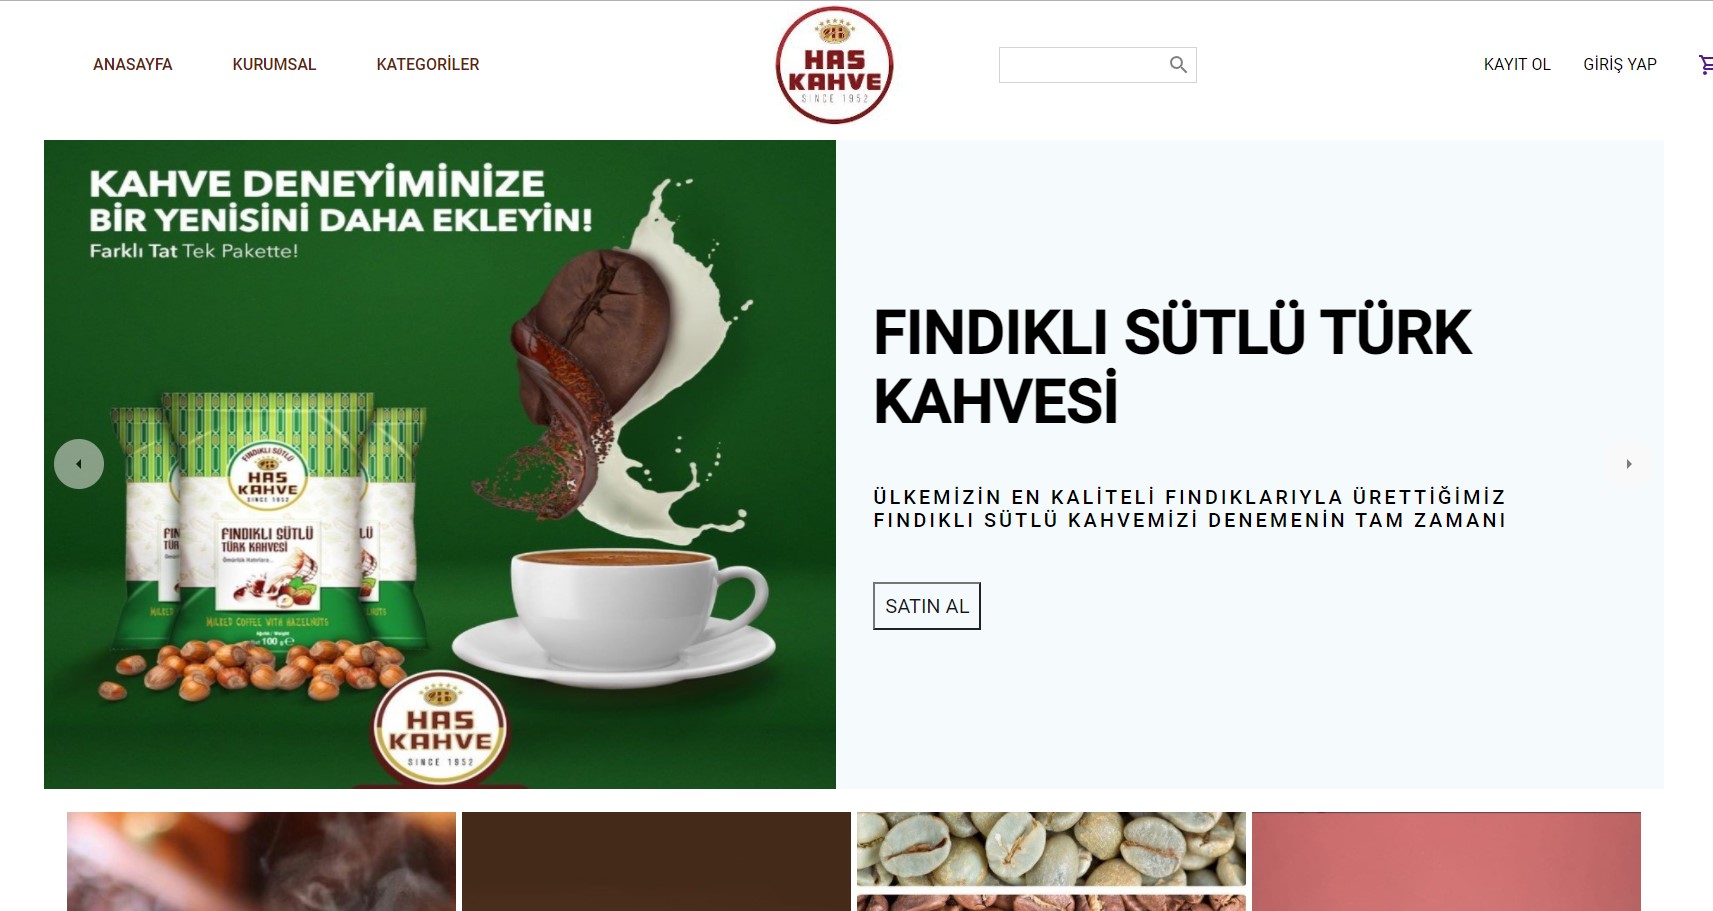 ANASAYFA
KURUMSAL
KATEGORİLER
HAS
KAHVE
SINCE 1952
KAYIT OL
GİRİŞ YAP
KAHVE DENEYİMİNİZE
BİR YENİSİNİ DAHA EKLEYİN!
Farklı Tat Tek Pakette!
FINDIKLI SÜTLÜ
HAS
KAHVE
SINCE 1952
FINDIKLI SÜTLÜ
TÜRK KAHVESİ
MILKED COFFEE WITH HAZELNUTS
100 g e
HAS
KAHVE
SINCE 1952
FINDIKLI SÜTLÜ TÜRK
KAHVESİ
ÜLKEMİZİN EN KALİTELİ FINDIKLARIYLA ÜRETTİĞİMİZ
FINDIKLI SÜTLÜ KAHVEMİZİ DENEMENİN TAM ZAMANI
SATIN AL